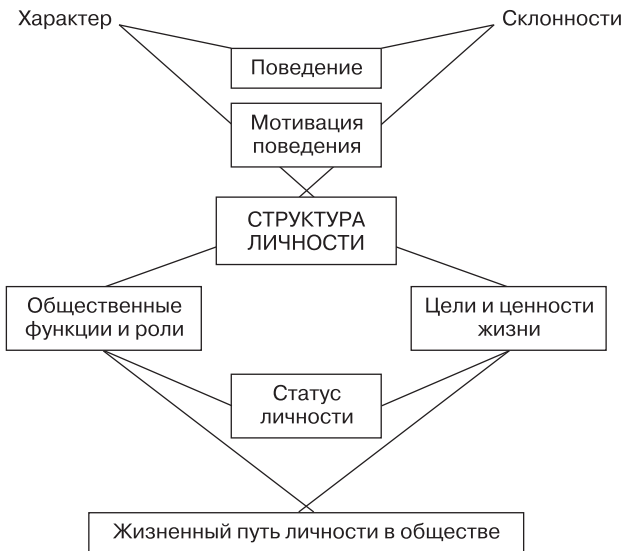 Характер
Склонности
Поведение
Мотивация
поведения
СТРУКТУРА
ЛИЧНОСТИ
Общественные
функции и роли
Цели и ценности
жизни
Статус
личности
Жизненный путь личности в обществе